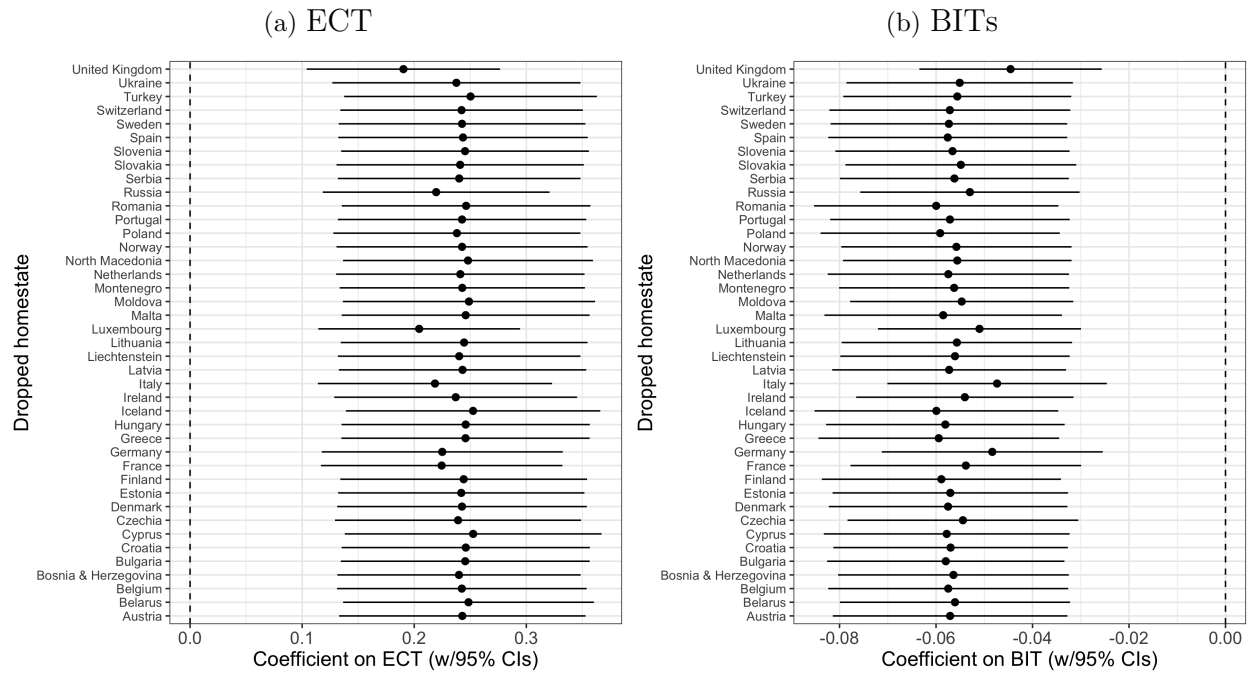 (a) ECT
Dropped homestate
United Kingdom
Ukraine
Turkey
Switzerland
Sweden
Spain
Slovenia
Slovakia
Serbia
Russia
Romania
Portugal
Poland
Norway
North Macedonia
Netherlands
Montenegro
Moldova
Malta
Luxembourg
Lithuania
Liechtenstein
Latvia
Italy
Ireland
Iceland
Hungary
Greece
Germany
France
Finland
Estonia
Denmark
Czechia
Cyprus
Croatia
Bulgaria
Bosnia & Herzegovina
Belgium
Belarus
Austria
0.0 0.1 0.2 0.3
Coefficient on ECT (w/95% CIs)
(b) BITs
Dropped homestate
United Kingdom
Ukraine
Turkey
Switzerland
Sweden
Spain
Slovenia
Slovakia
Serbia
Russia
Romania
Portugal
Poland
Norway
North Macedonia
Netherlands
Montenegro
Moldova
Malta
Luxembourg
Lithuania
Liechtenstein
Latvia
Italy
Ireland
Iceland
Hungary
Greece
Germany
France
Finland
Estonia
Denmark
Czechia
Cyprus
Croatia
Bulgaria
Bosnia & Herzegovina
Belgium
Belarus
Austria
-0.08 -0.06 -0.04 -0.02 0.00
Coefficient on BIT (w/95% CIs)